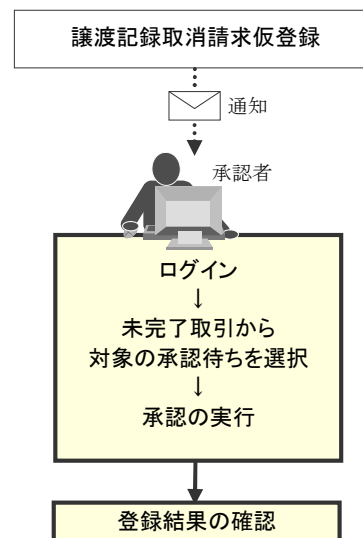 譲渡記録取消請求仮登録
通知
承認者
ログイン
↓
未完了取引から
対象の承認待ちを選択
↓
承認の実行
登録結果の確認